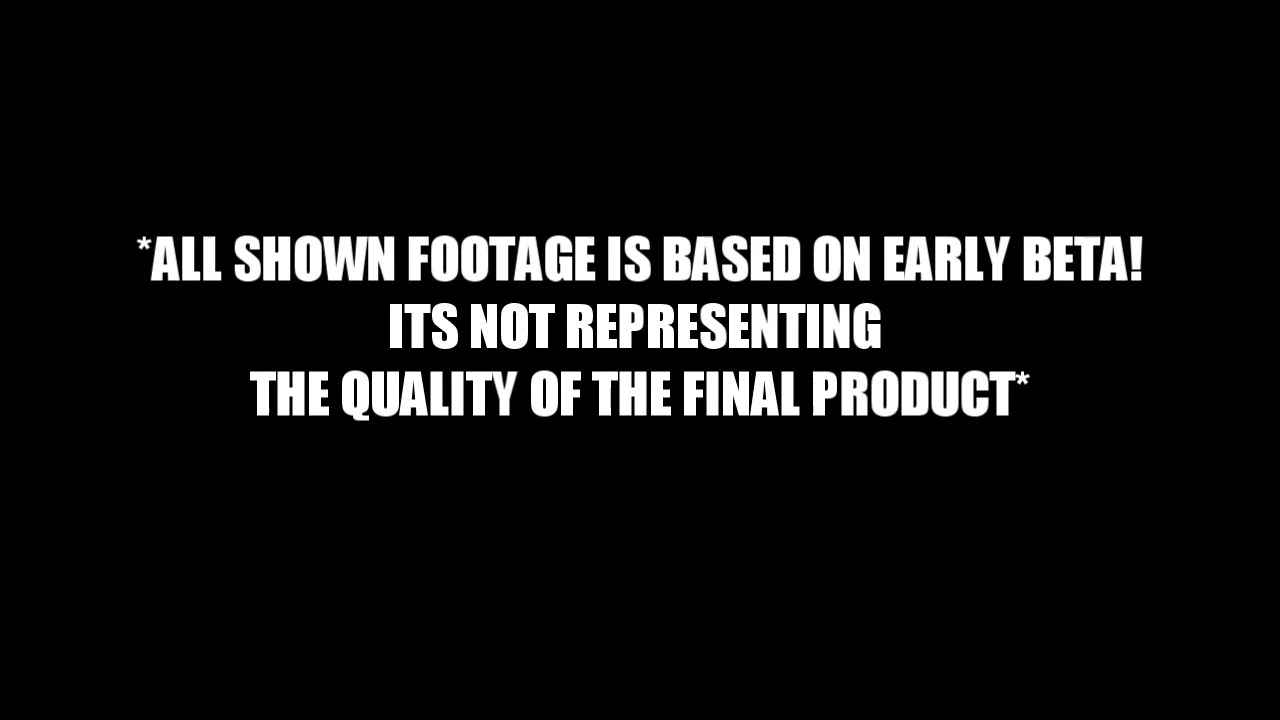 *ALL SHOWN FOOTAGE IS BASED ON EARLY BETA!
ITS NOT REPRESENTING
THE QUALITY OF THE FINAL PRODUCT*